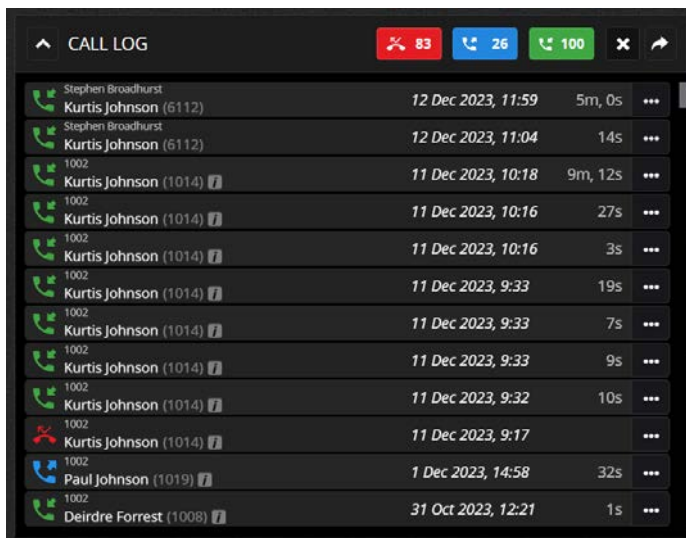 CALL LOG 83 26 100
Stephen Broadhurst
Kurtis Johnson (6112) 12 Dec 2023, 11:59 5m, 0s
Stephen Broadhurst
Kurtis Johnson (6112) 12 Dec 2023, 11:04 14s
1002
Kurtis Johnson (1014) i 11 Dec 2023, 10:18 9m, 12s
1002
Kurtis Johnson (1014) i 11 Dec 2023, 10:16 27s
1002
Kurtis Johnson (1014) i 11 Dec 2023, 10:16 3s
1002
Kurtis Johnson (1014) i 11 Dec 2023, 9:33 19s
1002
Kurtis Johnson (1014) i 11 Dec 2023, 9:33 7s
1002
Kurtis Johnson (1014) i 11 Dec 2023, 9:33 9s
1002
Kurtis Johnson (1014) i 11 Dec 2023, 9:32 10s
1002
Kurtis Johnson (1014) i 11 Dec 2023, 9:17
1002
Paul Johnson (1019) i 1 Dec 2023, 14:58 32s
1002
Deirdre Forrest (1008) i 31 Oct 2023, 12:21 1s